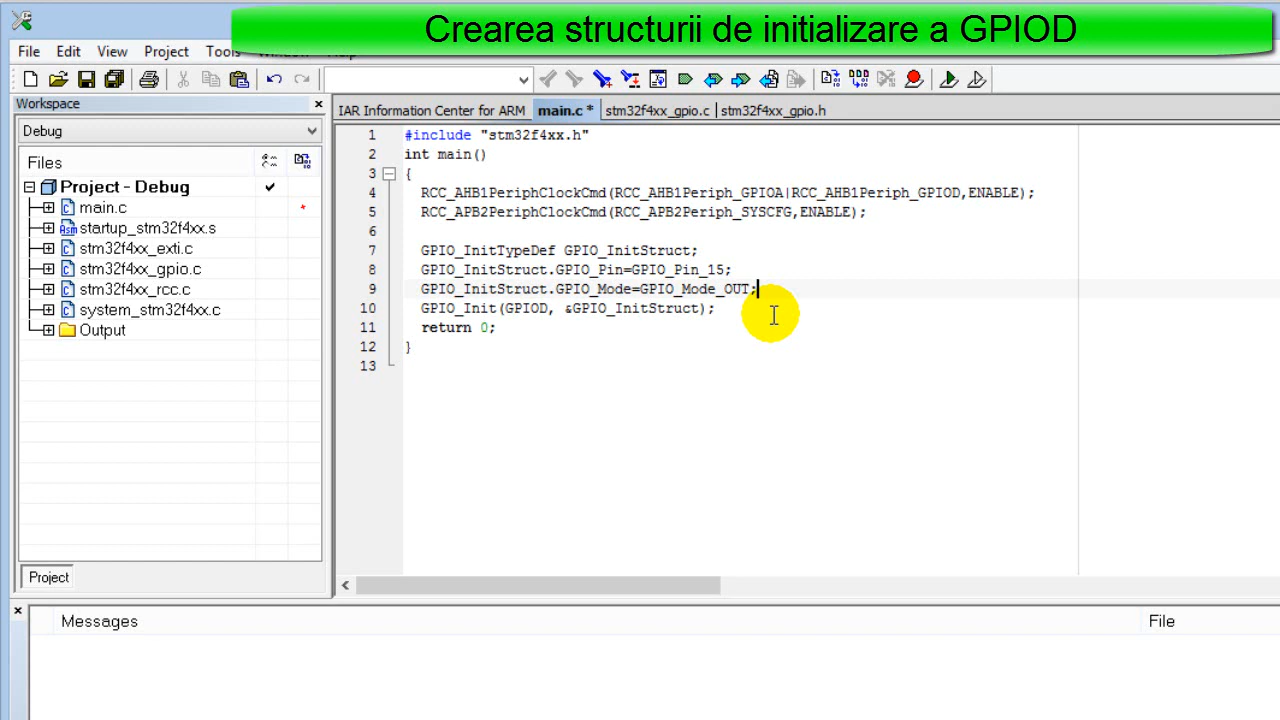 Crearea structurii de initializare a GPIOD
File Edit View Project Tools
Workspace
Debug
Files
Project - Debug
main.c
startup_stm32f4xx.s
stm32f4xx_exti.c
stm32f4xx_gpio.c
stm32f4xx_rcc.c
system_stm32f4xx.c
Output
Project
IAR Information Center for ARM main.c * stm32f4xx_gpio.c stm32f4xx_gpio.h
1 #include "stm32f4xx.h"
2 int main()
3 {
4 RCC_AHB1PeriphClockCmd(RCC_AHB1Periph_GPIOA|RCC_AHB1Periph_GPIOD,ENABLE);
5 RCC_APB2PeriphClockCmd(RCC_APB2Periph_SYSCFG,ENABLE);
6
7 GPIO_InitTypeDef GPIO_InitStruct;
8 GPIO_InitStruct.GPIO_Pin=GPIO_Pin_15;
9 GPIO_InitStruct.GPIO_Mode=GPIO_Mode_OUT;
10 GPIO_Init(GPIOD, &GPIO_InitStruct);
11 return 0;
12 }
13
Messages File